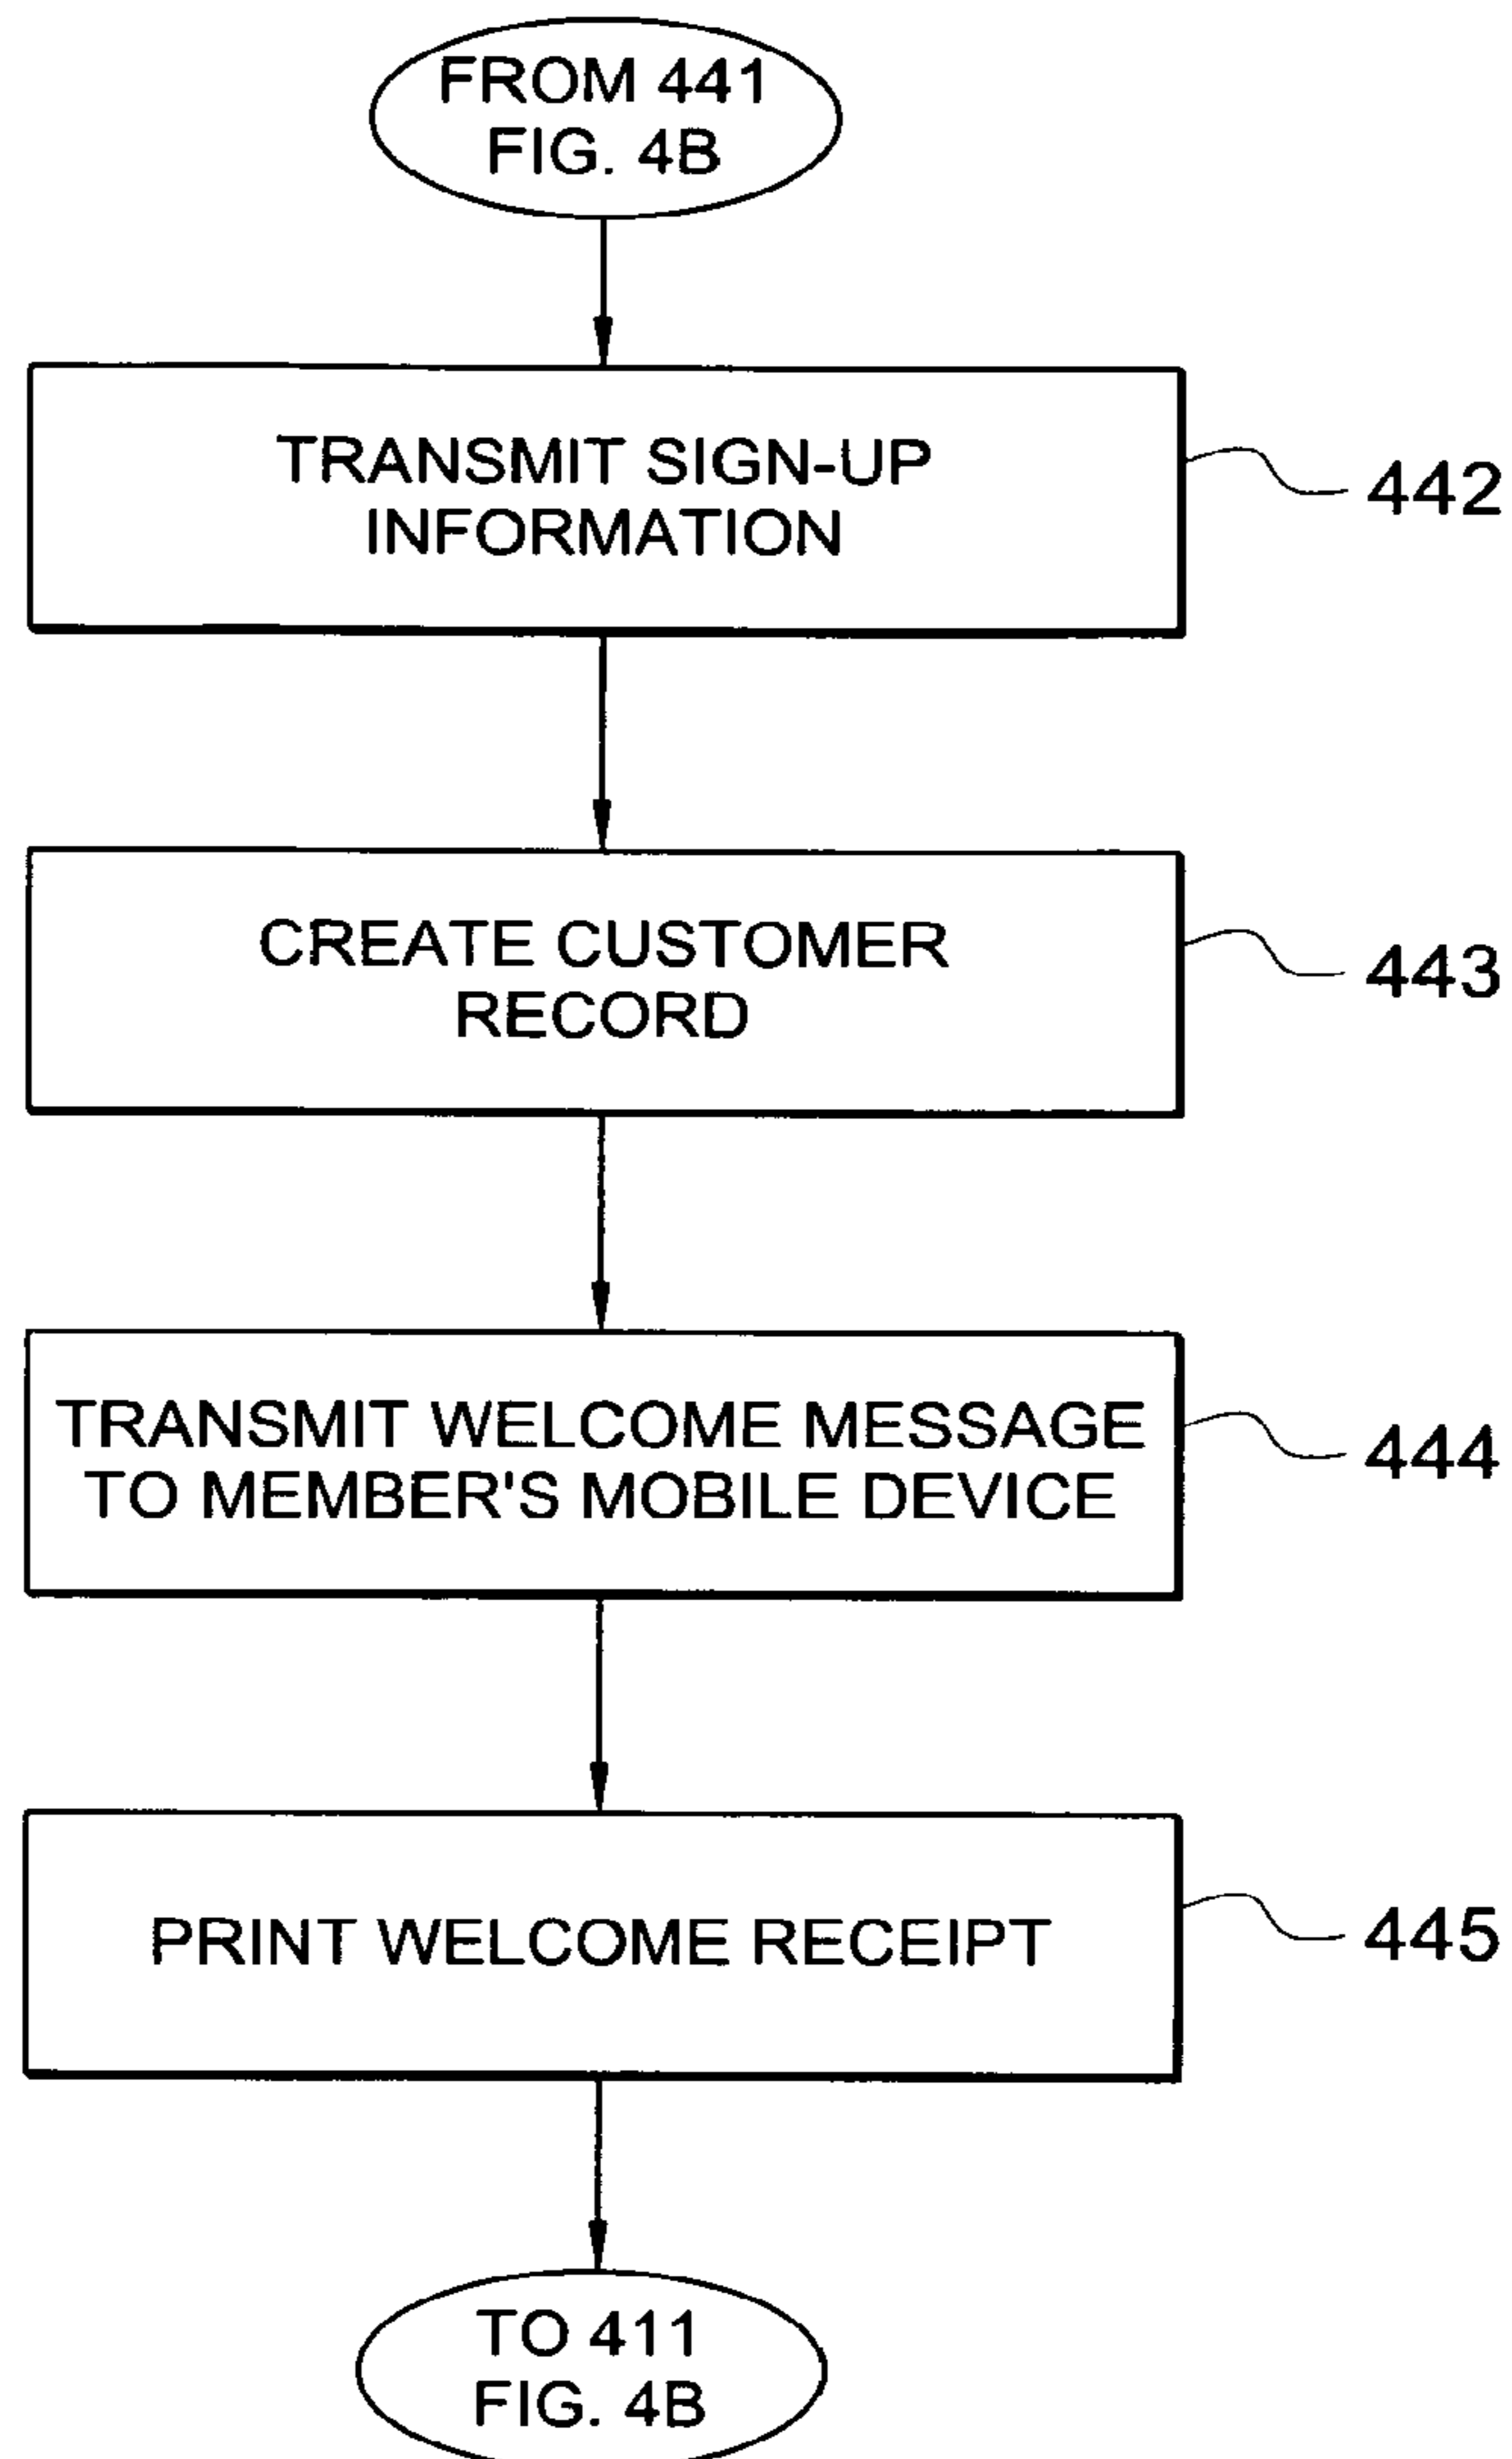 FROM 441
FIG. 4B
TRANSMIT SIGN-UP
INFORMATION
442
CREATE CUSTOMER
RECORD
443
TRANSMIT WELCOME MESSAGE
TO MEMBER'S MOBILE DEVICE
444
PRINT WELCOME RECEIPT
445
TO 411
FIG. 4B